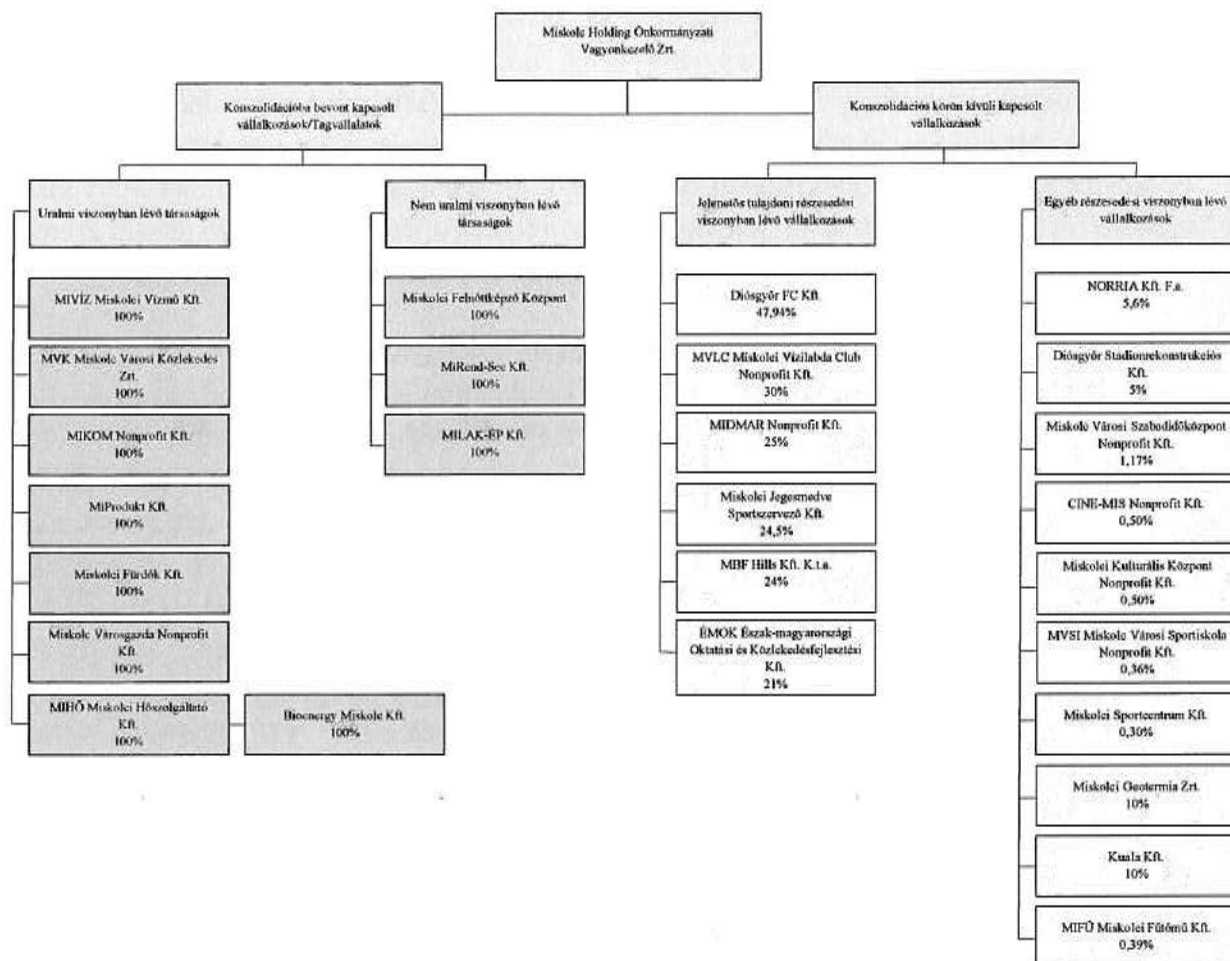 Miskolc Holding Önkormányzati
Vagyonkezelő Zrt.
Konszolidációba bevont kapcsolt
vállalkozások/Tagvállalatok
Konszolidációs körön kívüli kapcsolt
vállalkozások
Uralmi viszonyban lévő társaságok
Nem uralmi viszonyban lévő
társaságok
Jelentős tulajdoni részesedési
viszonyban lévő vállalkozások
Egyéb részesedési viszonyban lévő
vállalkozások
MIVÍZ Miskolci Vízmű Kft.
100%
MVK Miskolc Városi Közlekedés
Zrt.
100%
MIKOM Nonprofit Kft.
100%
MiProdukt Kft.
100%
Miskolci Fürdők Kft.
100%
Miskolc Városgazda Nonprofit
Kft.
100%
MIHŐ Miskolci Hőszolgáltató
Kft.
100%
Bioenergy Miskolc Kft.
100%
Miskolci Felnőttképző Központ
100%
MiRend-Sec Kft.
100%
MILAK-ÉP Kft.
100%
Diósgyőr FC Kft.
47,94%
MVLC Miskolci Vízilabda Club
Nonprofit Kft.
30%
MIDMAR Nonprofit Kft.
25%
Miskolci Jegesmedve
Sportszervező Kft.
24,5%
MBF Hills Kft. K.t.a.
24%
ÉMOK Észak-magyarországi
Oktatási és Közlekedésfejlesztési
Kft.
21%
NORRIA Kft. F.a.
5,6%
Diósgyőr Stadionrekonstrukciós
Kft.
5%
Miskolc Városi Szabadidőközpont
Nonprofit Kft.
1,17%
CINE-MIS Nonprofit Kft.
0,50%
Miskolci Kulturális Központ
Nonprofit Kft.
0,50%
MVSI Miskolc Városi Sportiskola
Nonprofit Kft.
0,36%
Miskolci Sportcentrum Kft.
0,30%
Miskolci Geotermia Zrt.
10%
Kuala Kft.
10%
MIFŰ Miskolci Fűtőmű Kft.
0,39%